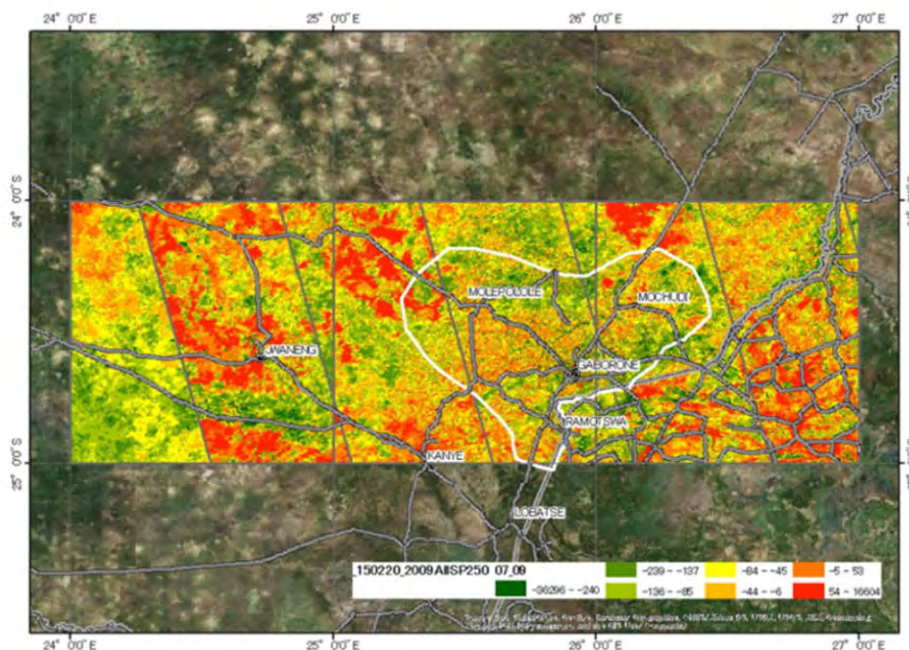 24° 0'0"E 25° 0'0"E 26° 0'0"E 27° 0'0"E
24° 0'0"S
MOLEPOLOLE
MOCHUDI
JWANENG
GABORONE
RAMOTSWA
KANYE
25° 0'0"S
LOBATSE
_150220_2009AllSP250 07_09
-36296 - -240
-239 - -137
-136 - -85
-84 - -45
-44 - -6
-5 - 53
54 - 16604
24° 0'0"E 25° 0'0"E 26° 0'0"E 27° 0'0"E